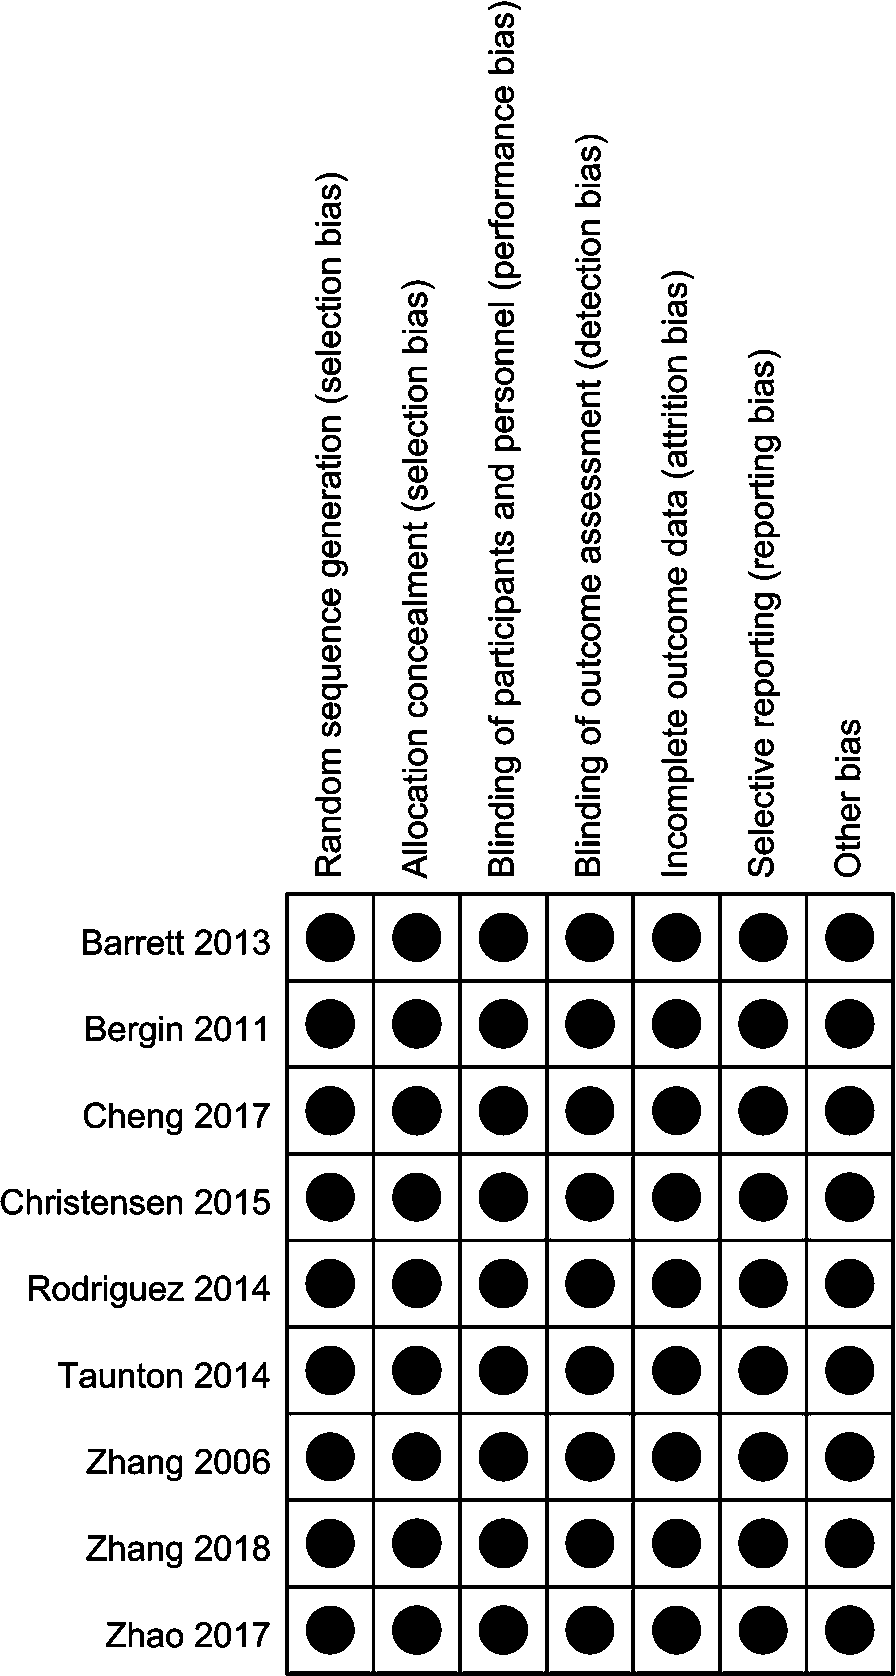 Random sequence generation (selection bias)
Allocation concealment (selection bias)
Blinding of participants and personnel (performance bias)
Blinding of outcome assessment (detection bias)
Incomplete outcome data (attrition bias)
Selective reporting (reporting bias)
Other bias
Barrett 2013
Bergin 2011
Cheng 2017
Christensen 2015
Rodriguez 2014
Taunton 2014
Zhang 2006
Zhang 2018
Zhao 2017